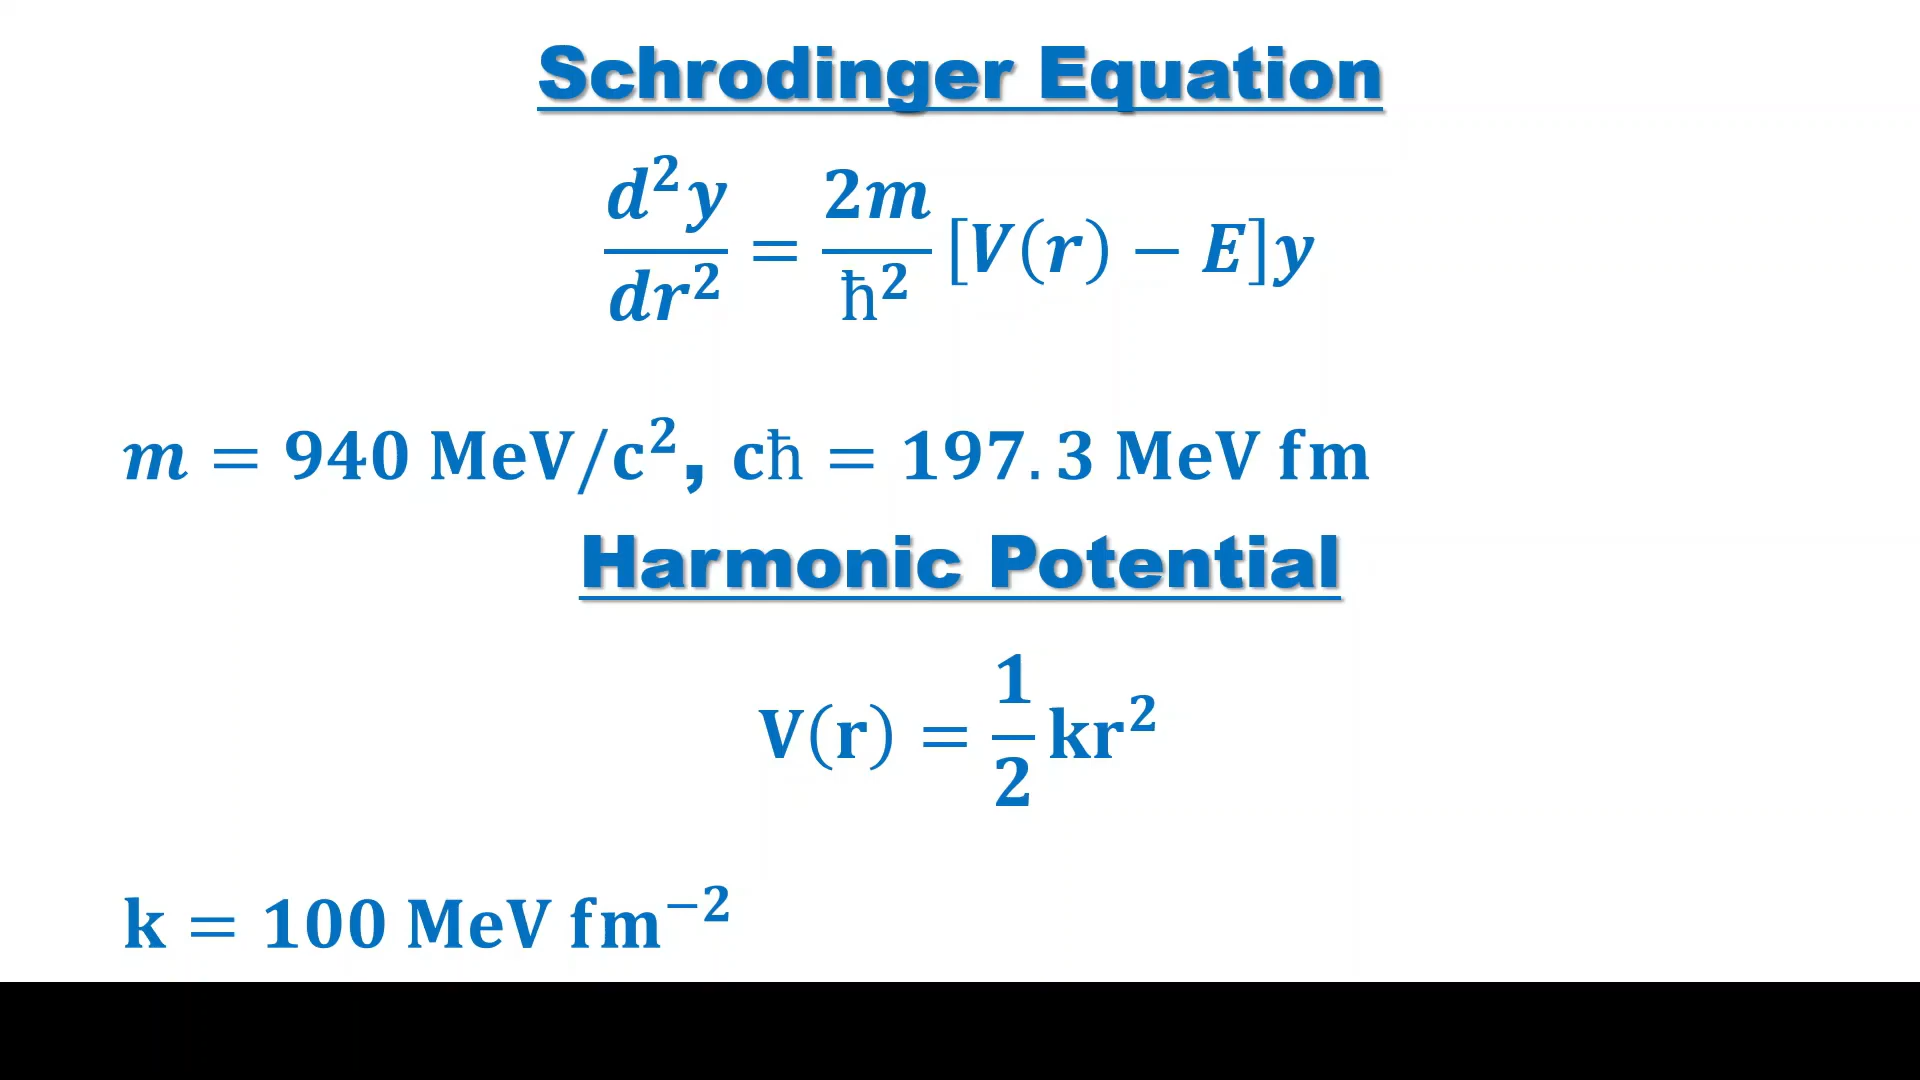 Schrodinger Equation
d²y/dr² = 2m/ħ² [V(r) − E]y
m = 940 MeV/c², cħ = 197.3 MeV fm
Harmonic Potential
V(r) = 1/2 kr²
k = 100 MeV fm⁻²